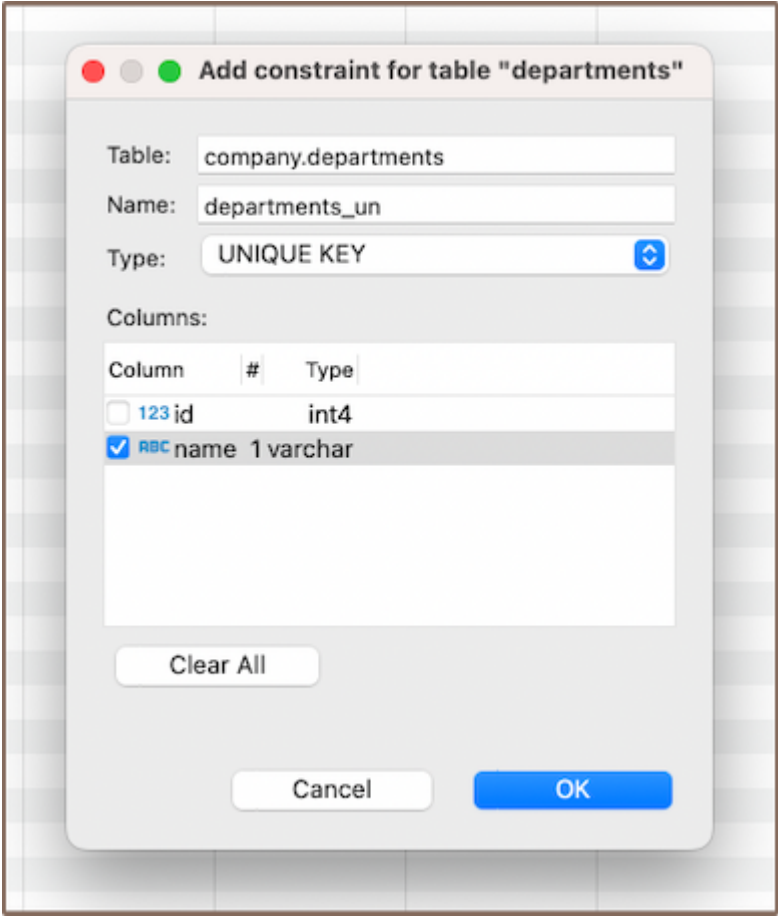 Add constraint for table "departments"
Table: company.departments
Name: departments_un
Type: UNIQUE KEY
Columns:
Column # Type
123 id int4
ABC name 1 varchar
Clear All
Cancel OK